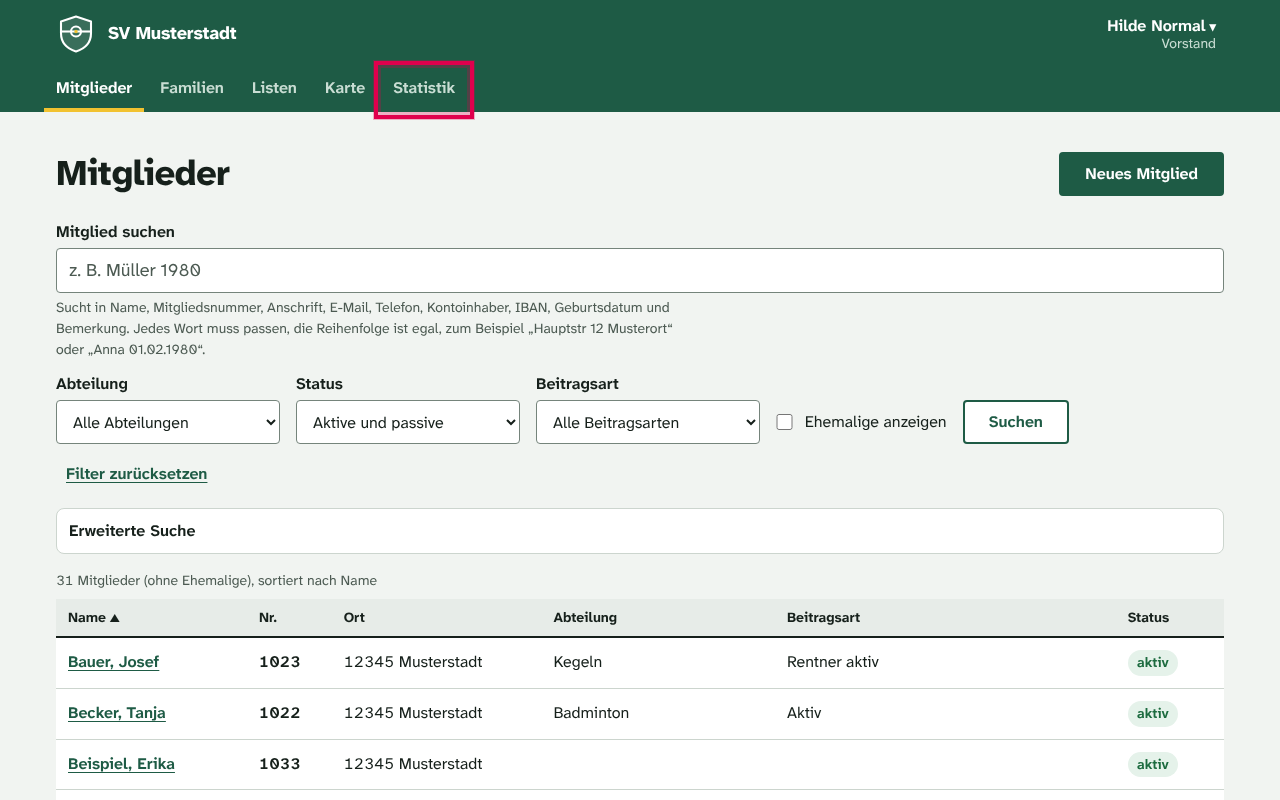 SV Musterstadt
Hilde Normal ▾
Vorstand
Mitglieder Familien Listen Karte Statistik
Mitglieder
Neues Mitglied
Mitglied suchen
z. B. Müller 1980
Sucht in Name, Mitgliedsnummer, Anschrift, E-Mail, Telefon, Kontoinhaber, IBAN, Geburtsdatum und
Bemerkung. Jedes Wort muss passen, die Reihenfolge ist egal, zum Beispiel „Hauptstr 12 Musterort“
oder „Anna 01.02.1980“.
Abteilung Status Beitragsart
Alle Abteilungen Aktive und passive Alle Beitragsarten Ehemalige anzeigen Suchen
Filter zurücksetzen
Erweiterte Suche
31 Mitglieder (ohne Ehemalige), sortiert nach Name
Name ▲ Nr. Ort Abteilung Beitragsart Status
Bauer, Josef 1023 12345 Musterstadt Kegeln Rentner aktiv aktiv
Becker, Tanja 1022 12345 Musterstadt Badminton Aktiv aktiv
Beispiel, Erika 1033 12345 Musterstadt aktiv